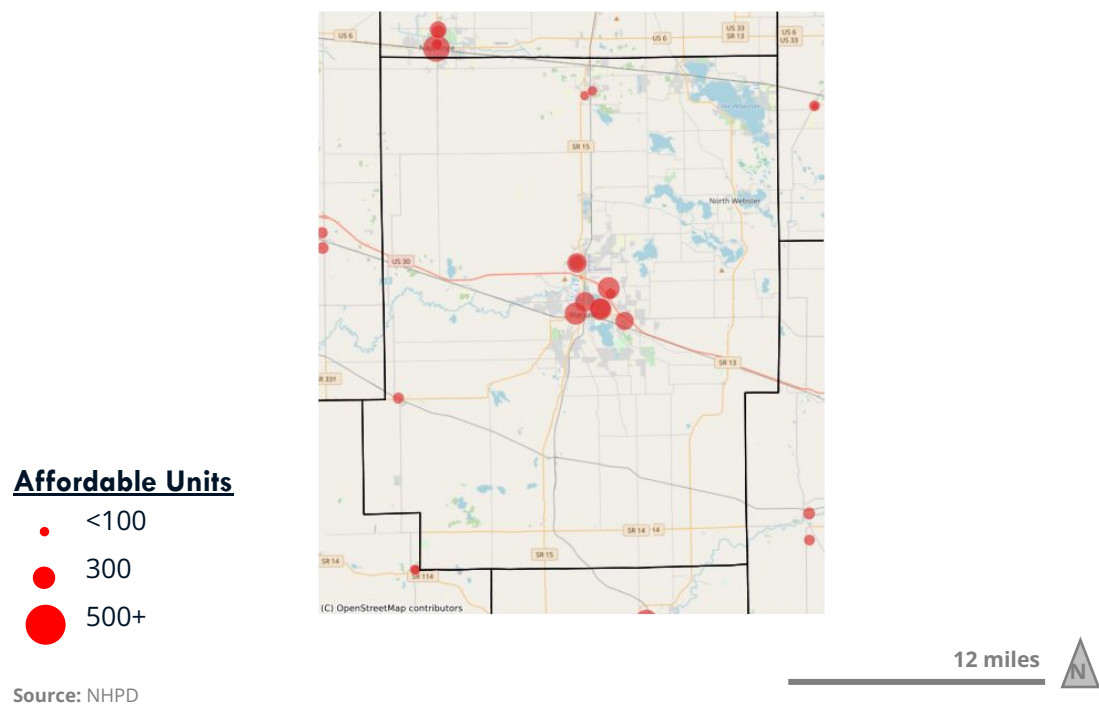 US 6
US 6
US 33
SR 13
US 6
US 33
SR 15
North Webster
US 30
SR 13
R 331
SR 14
14
SR 15
SR 14
SR 114
(C) OpenStreetMap contributors
Affordable Units
<100
300
500+
12 miles
N
Source: NHPD